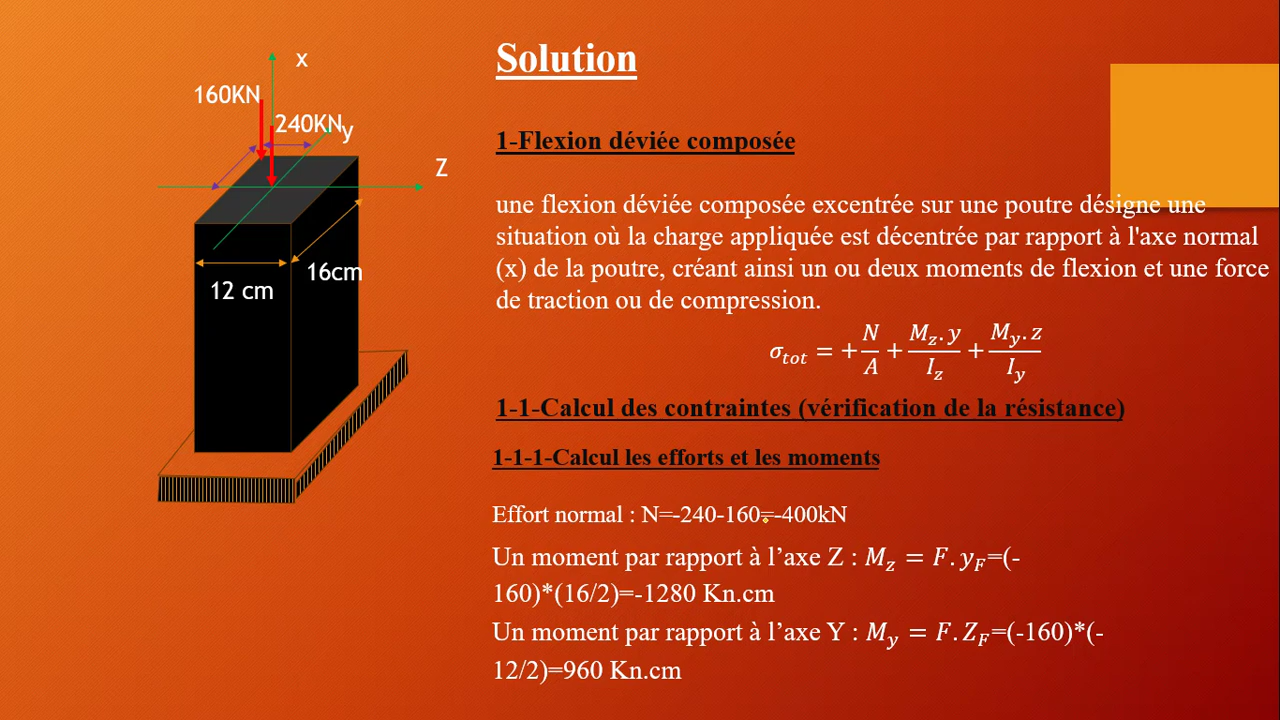 Solution
x
160KN
240KN
y
Z
12 cm
16cm
1-Flexion déviée composée
une flexion déviée composée excentrée sur une poutre désigne une
situation où la charge appliquée est décentrée par rapport à l'axe normal
(x) de la poutre, créant ainsi un ou deux moments de flexion et une force
de traction ou de compression.
σ_tot = +N/A + M_z.y/I_z + M_y.z/I_y
1-1-Calcul des contraintes (vérification de la résistance)
1-1-1-Calcul les efforts et les moments
Effort normal : N=-240-160=-400kN
Un moment par rapport à l’axe Z : M_z = F.y_F=(-
160)*(16/2)=-1280 Kn.cm
Un moment par rapport à l’axe Y : M_y = F.Z_F=(-160)*(-
12/2)=960 Kn.cm